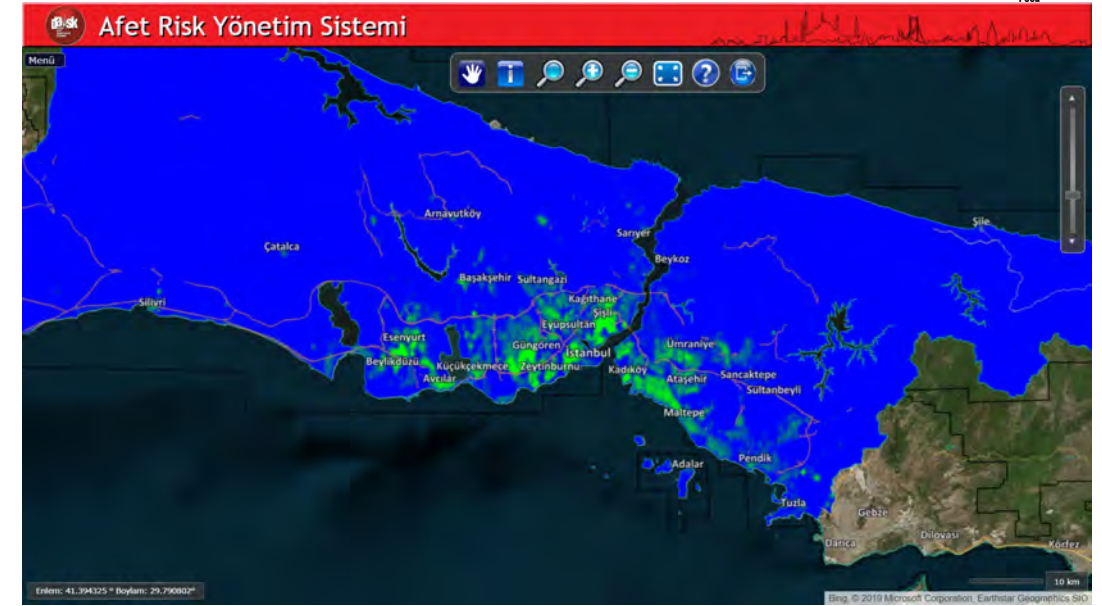 dask
Afet Risk Yönetim Sistemi
Menü
Arnavutköy
Sarıyer
Şile
Çatalca
Beykoz
Başakşehir
Sultangazi
Silivri
Kağıthane
Şişli
Eyüpsultan
Esenyurt
Güngören
İstanbul
Ümraniye
Beylikdüzü
Küçükçekmece
Zeytinburnu
Kadıköy
Avcılar
Ataşehir
Sancaktepe
Sultanbeyli
Maltepe
Adalar
Pendik
Tuzla
Gebze
Darıca
Dilovası
Körfez
Enlem: 41.394325 ° Boylam: 29.790802°
10 km
Bing, © 2019 Microsoft Corporation, Earthstar Geographics SIO